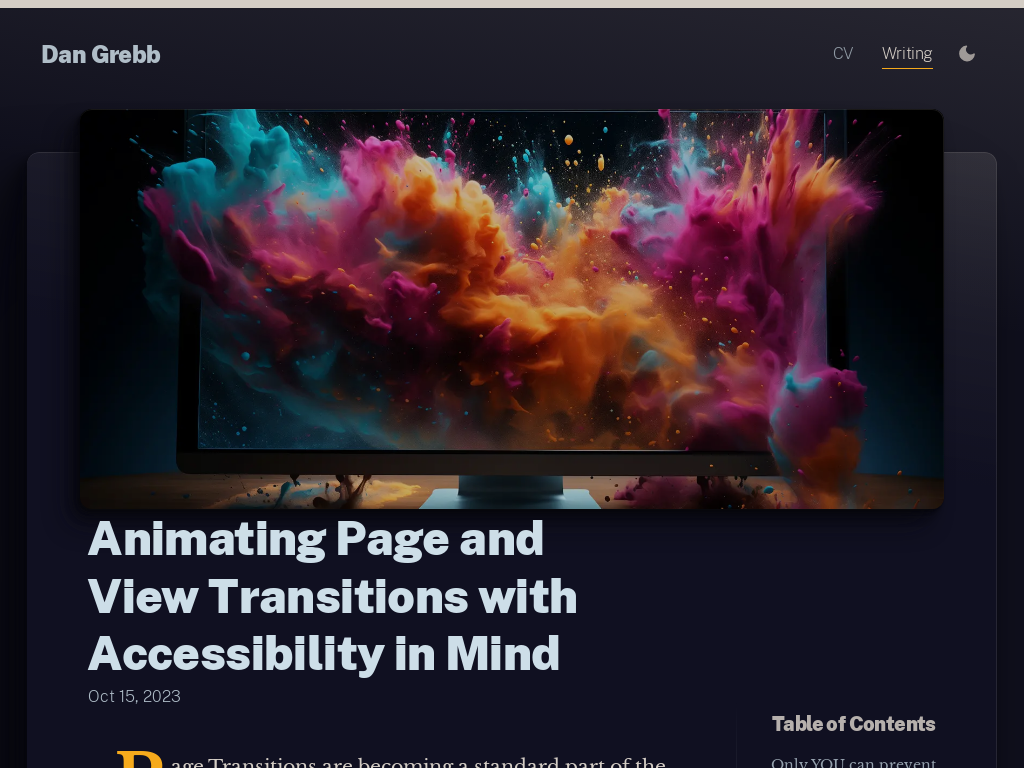 Dan Grebb
CV
Writing
Animating Page and
View Transitions with
Accessibility in Mind
Oct 15, 2023
Table of Contents
Page Transitions are becoming a standard part of the
Only YOU can prevent